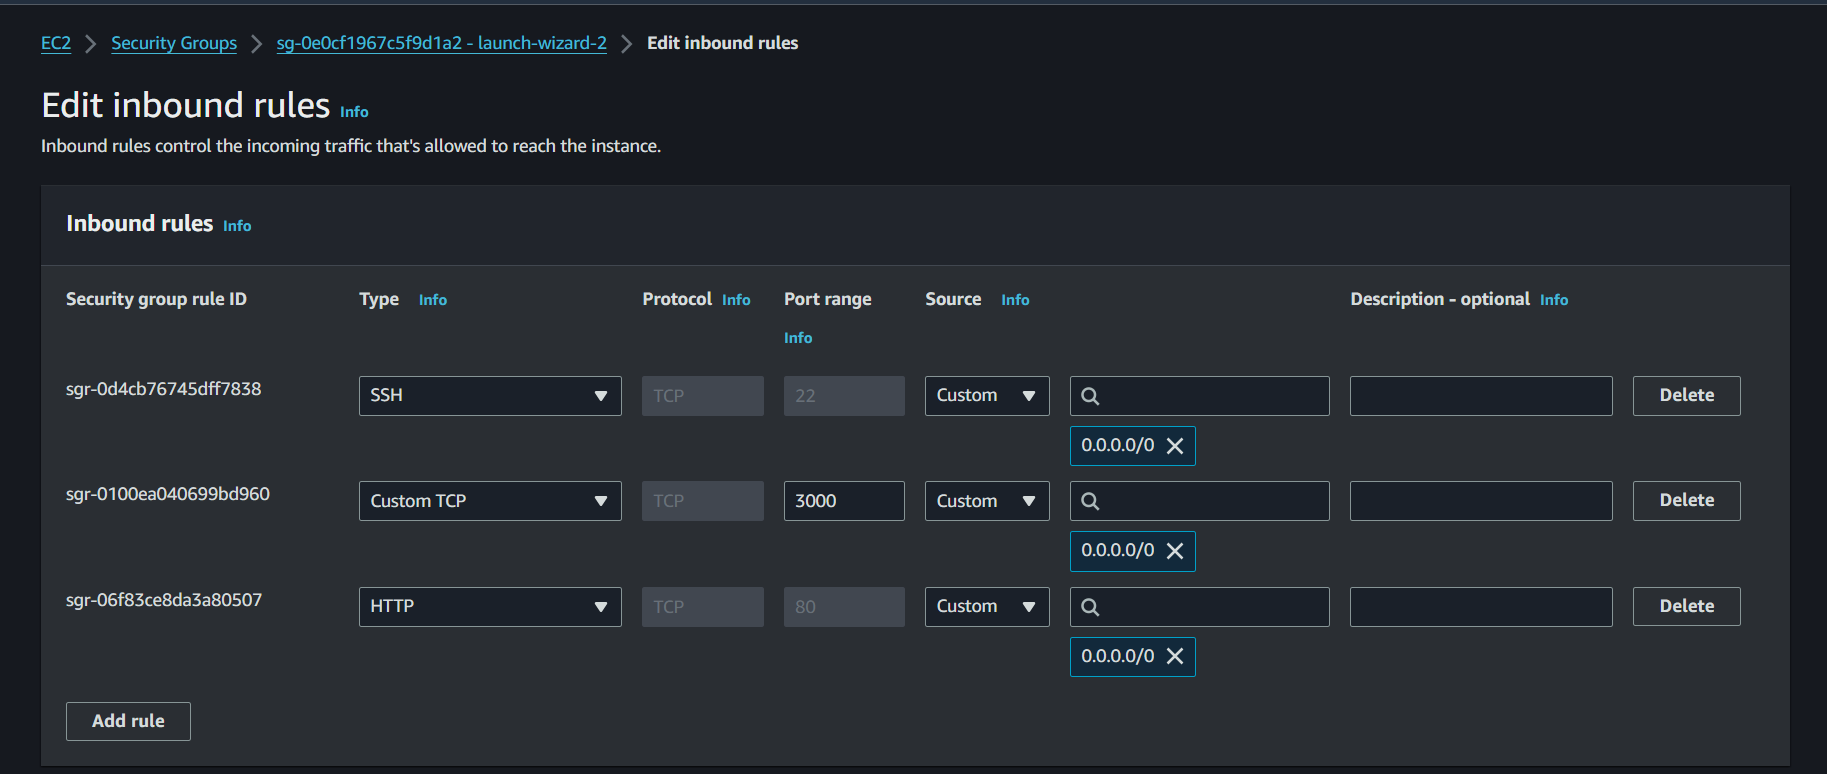 EC2 > Security Groups > sg-0e0cf1967c5f9d1a2 - launch-wizard-2 > Edit inbound rules
Edit inbound rules Info
Inbound rules control the incoming traffic that's allowed to reach the instance.
Inbound rules Info
Security group rule ID Type Info Protocol Info Port range Source Info Description - optional Info
Info
sgr-0d4cb76745dff7838 SSH TCP 22 Custom Delete
0.0.0.0/0
sgr-0100ea040699bd960 Custom TCP TCP 3000 Custom Delete
0.0.0.0/0
sgr-06f83ce8da3a80507 HTTP TCP 80 Custom Delete
0.0.0.0/0
Add rule